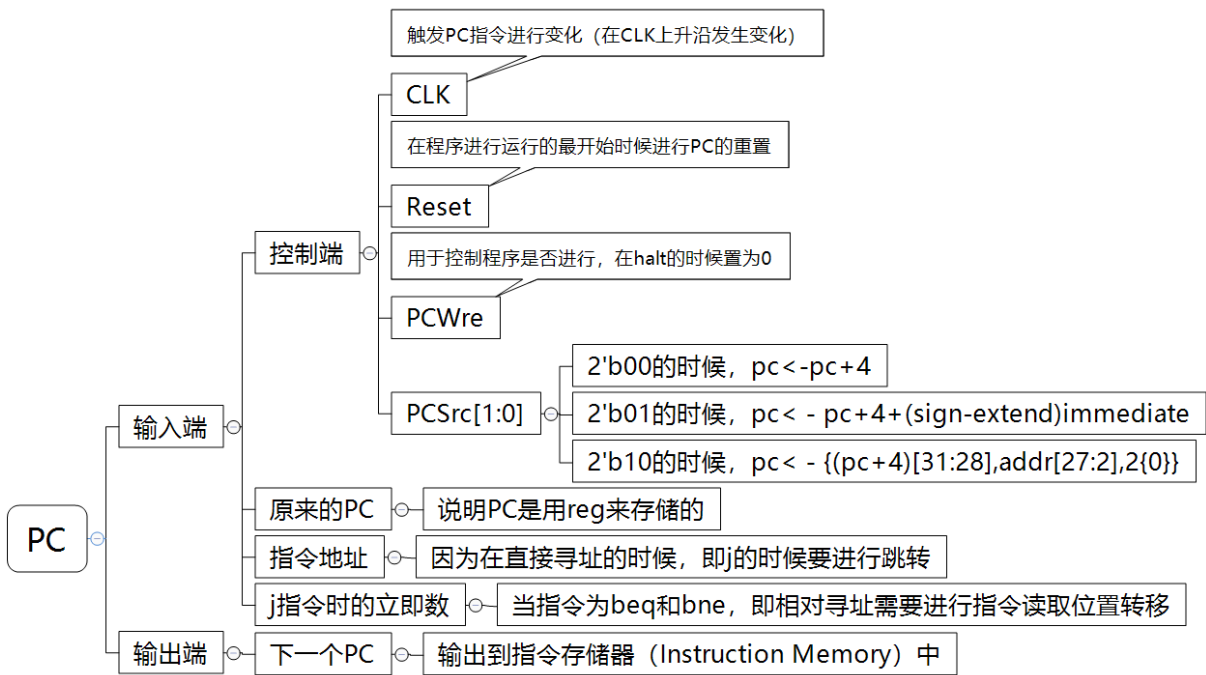 触发PC指令进行变化（在CLK上升沿发生变化）
CLK
在程序进行运行的最开始时候进行PC的重置
Reset
控制端
用于控制程序是否进行，在halt的时候置为0
PCWre
2'b00的时候，pc<-pc+4
PCSrc[1:0]
2'b01的时候，pc< - pc+4+(sign-extend)immediate
输入端
2'b10的时候，pc< - {(pc+4)[31:28],addr[27:2],2{0}}
原来的PC
说明PC是用reg来存储的
PC
指令地址
因为在直接寻址的时候，即j的时候要进行跳转
j指令时的立即数
当指令为beq和bne，即相对寻址需要进行指令读取位置转移
输出端
下一个PC
输出到指令存储器（Instruction Memory）中